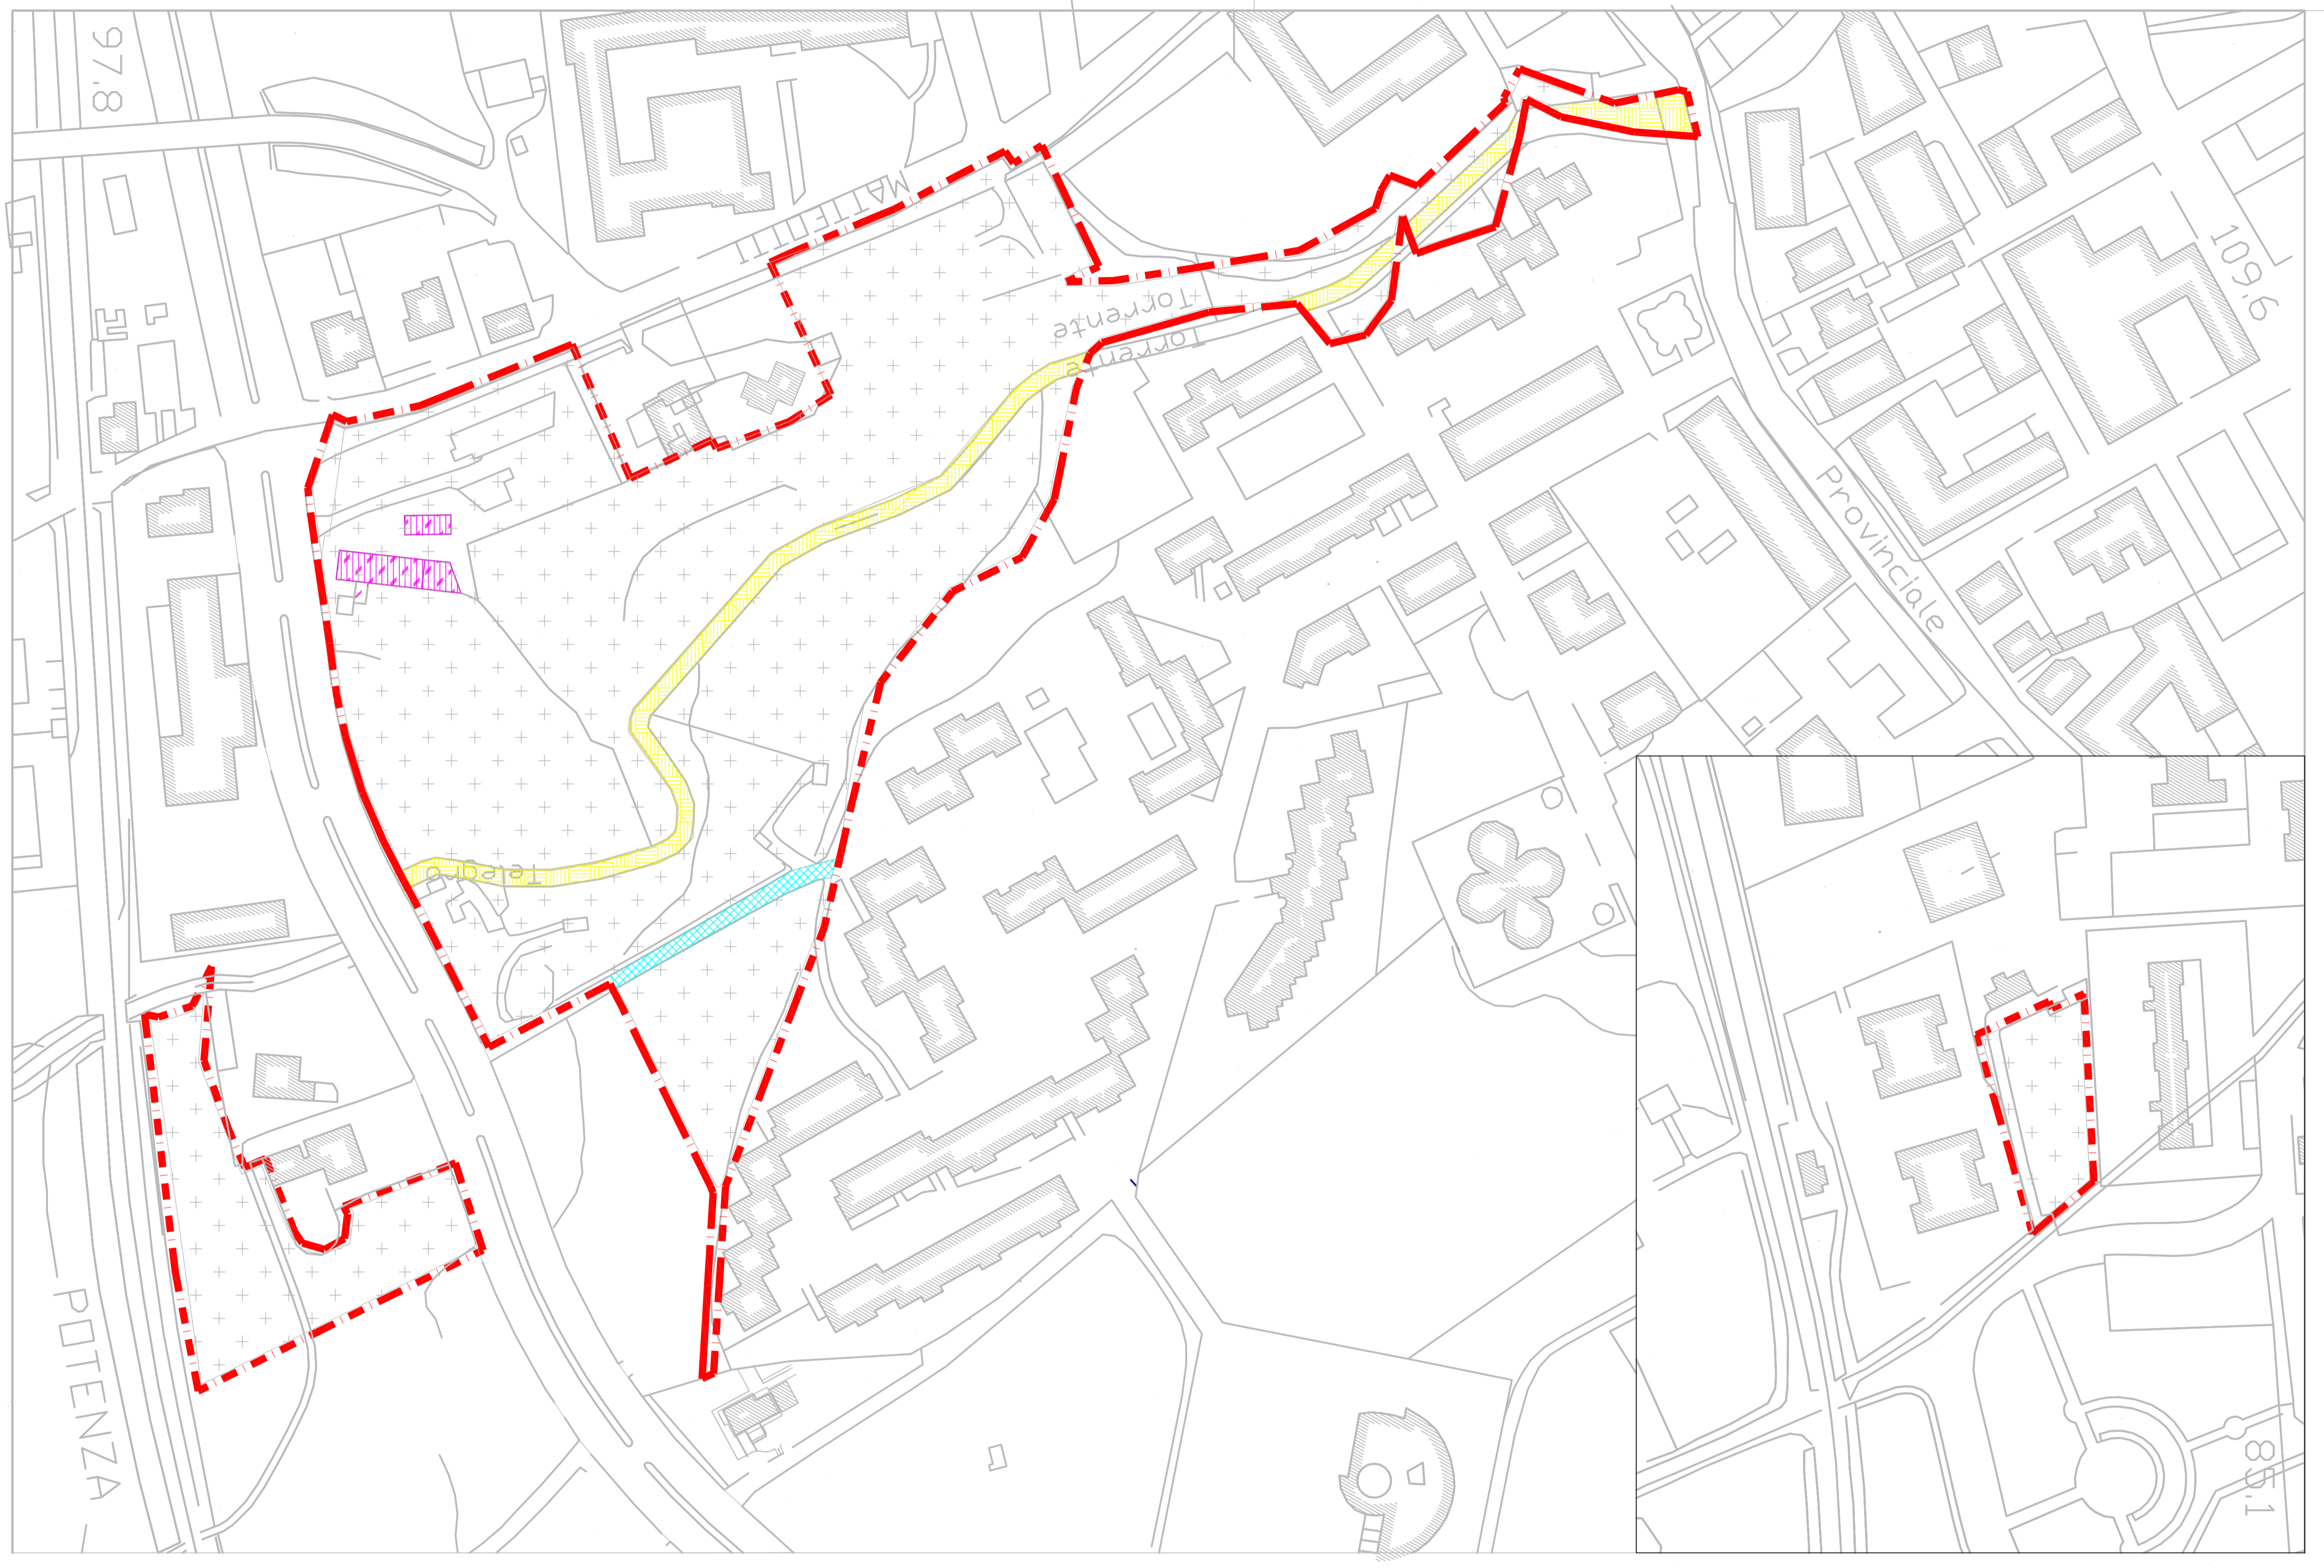 97.8
MATTEOTTI
Torrente
Torrente
109.6
Provinciale
POTENZA
85.1